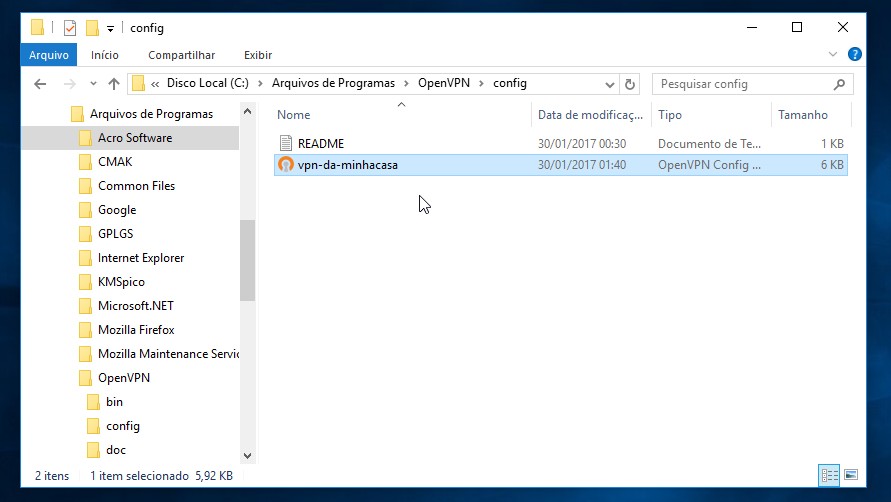 config
Arquivo Início Compartilhar Exibir
« Disco Local (C:) > Arquivos de Programas > OpenVPN > config
Pesquisar config
Arquivos de Programas
Acro Software
CMAK
Common Files
Google
GPLGS
Internet Explorer
KMSpico
Microsoft.NET
Mozilla Firefox
Mozilla Maintenance Servic
OpenVPN
bin
config
doc
Nome Data de modificaç... Tipo Tamanho
README 30/01/2017 00:30 Documento de Te... 1 KB
vpn-da-minhacasa 30/01/2017 01:40 OpenVPN Config ... 6 KB
2 itens 1 item selecionado 5,92 KB